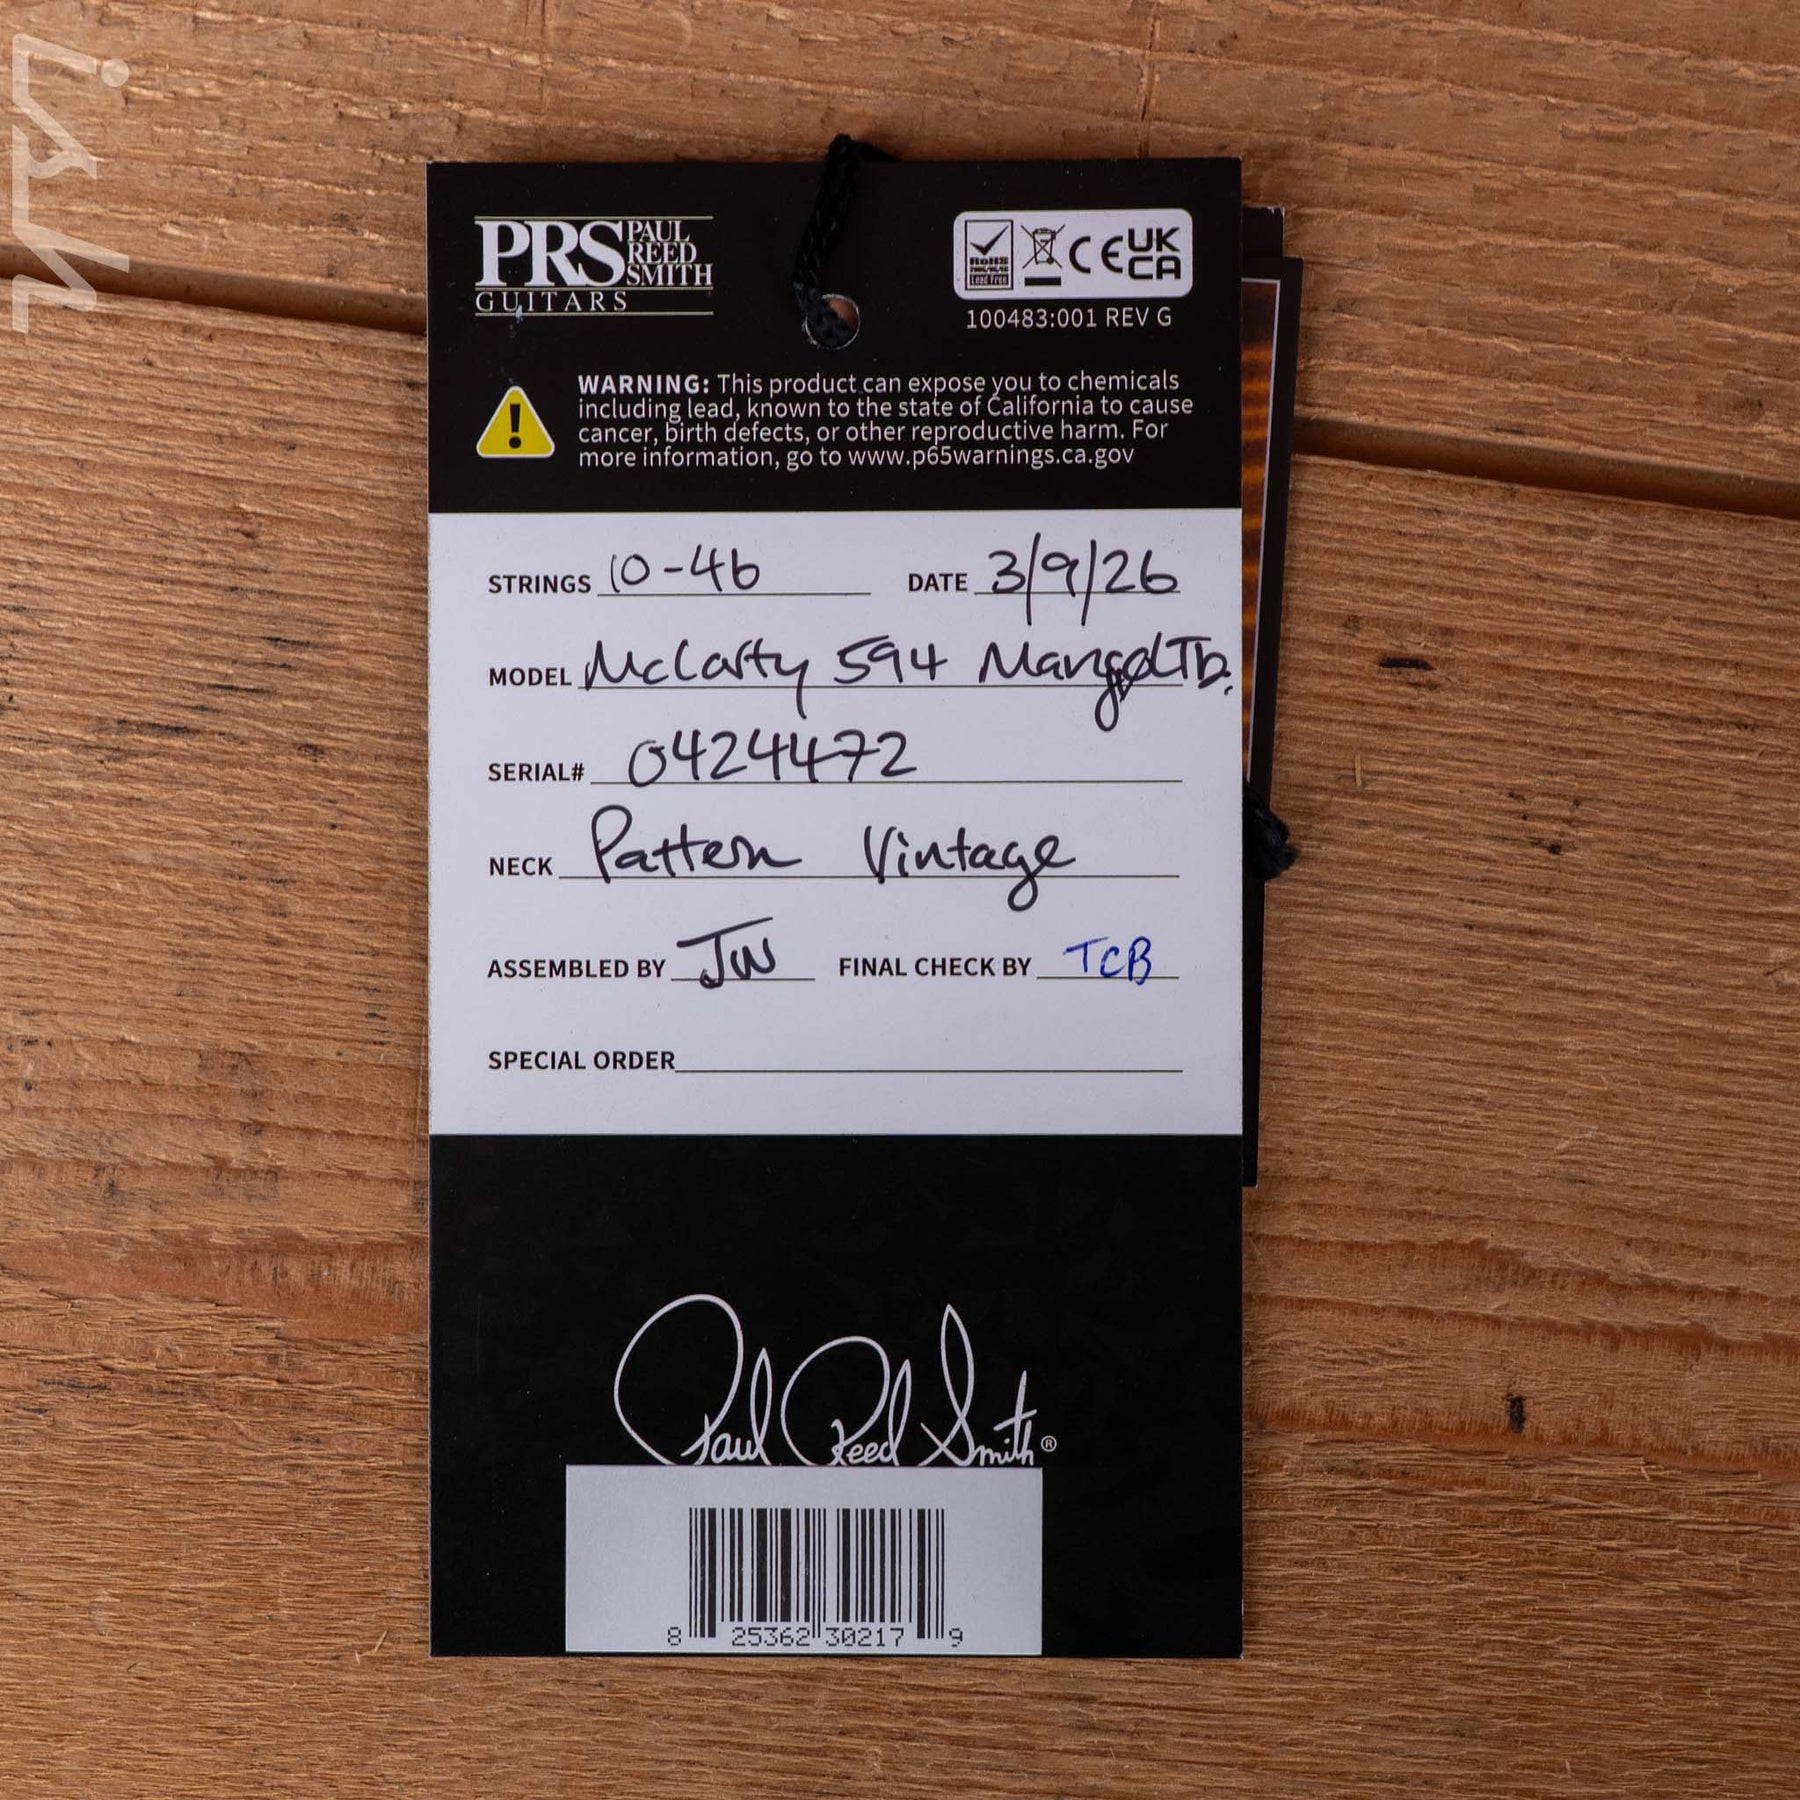 PRS PAUL REED SMITH
GUITARS
RoHS
Lead Free
CE UK CA
100483:001 REV G
WARNING: This product can expose you to chemicals
including lead, known to the state of California to cause
cancer, birth defects, or other reproductive harm. For
more information, go to www.p65warnings.ca.gov
STRINGS 10-46 DATE 3/9/26
MODEL McCarty 594 Tb.
SERIAL# 0424472
NECK Pattern Vintage
ASSEMBLED BY JW FINAL CHECK BY TCB
SPECIAL ORDER
Paul Reed Smith®
8 25362 30217 9